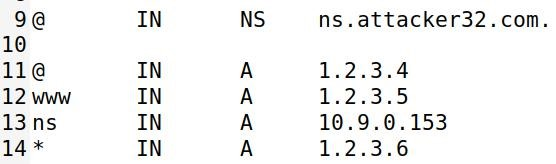 9 @ IN NS ns.attacker32.com.
10
11 @ IN A 1.2.3.4
12 www IN A 1.2.3.5
13 ns IN A 10.9.0.153
14 * IN A 1.2.3.6